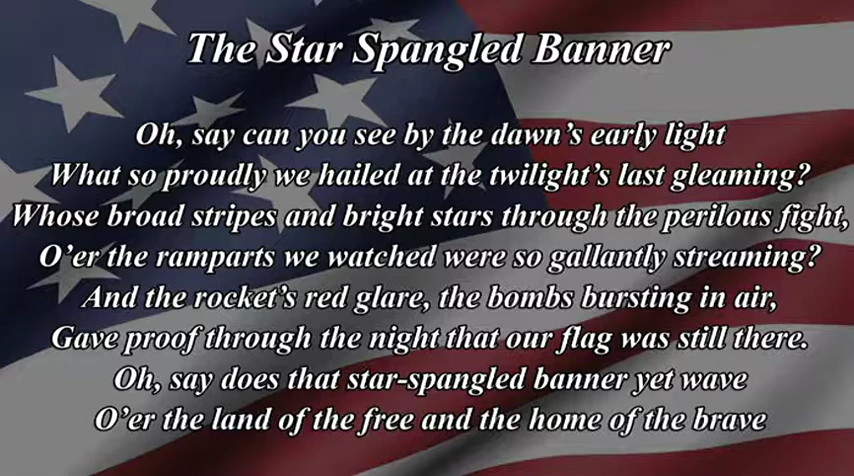 The Star Spangled Banner
Oh, say can you see by the dawn's early light
What so proudly we hailed at the twilight's last gleaming?
Whose broad stripes and bright stars through the perilous fight,
O'er the ramparts we watched were so gallantly streaming?
And the rocket's red glare, the bombs bursting in air,
Gave proof through the night that our flag was still there.
Oh, say does that star-spangled banner yet wave
O'er the land of the free and the home of the brave